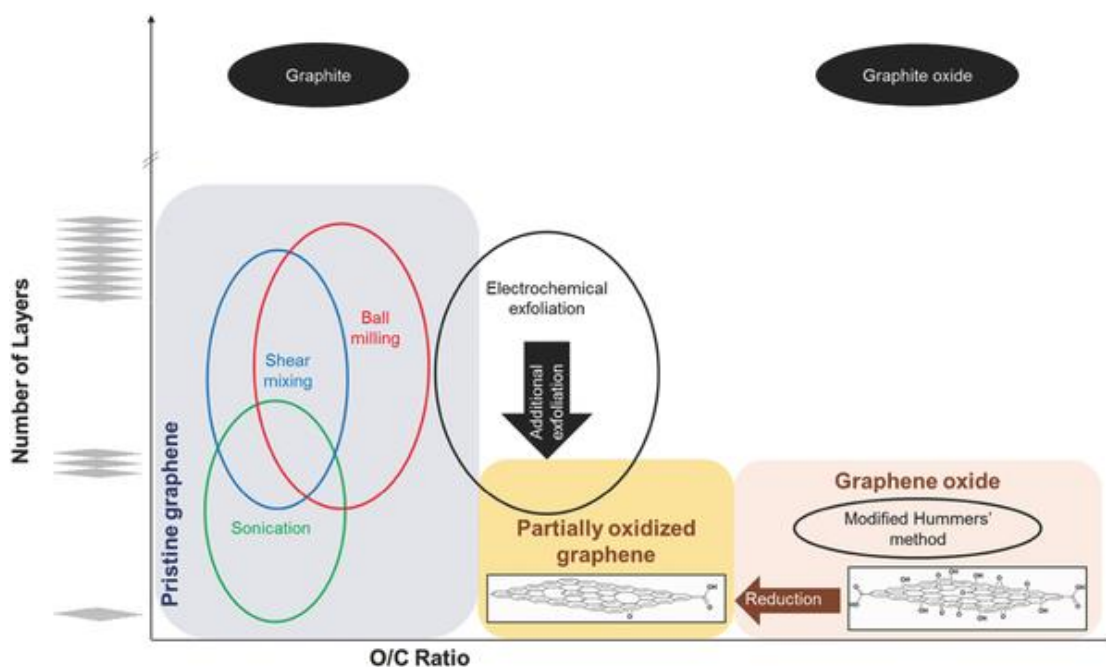 Graphite
Graphite oxide
Number of Layers
Pristine graphene
Shear
mixing
Ball
milling
Sonication
Electrochemical
exfoliation
Additional
exfoliation
Partially oxidized
graphene
OH
O
O
Graphene oxide
Modified Hummers'
method
Reduction
O/C Ratio